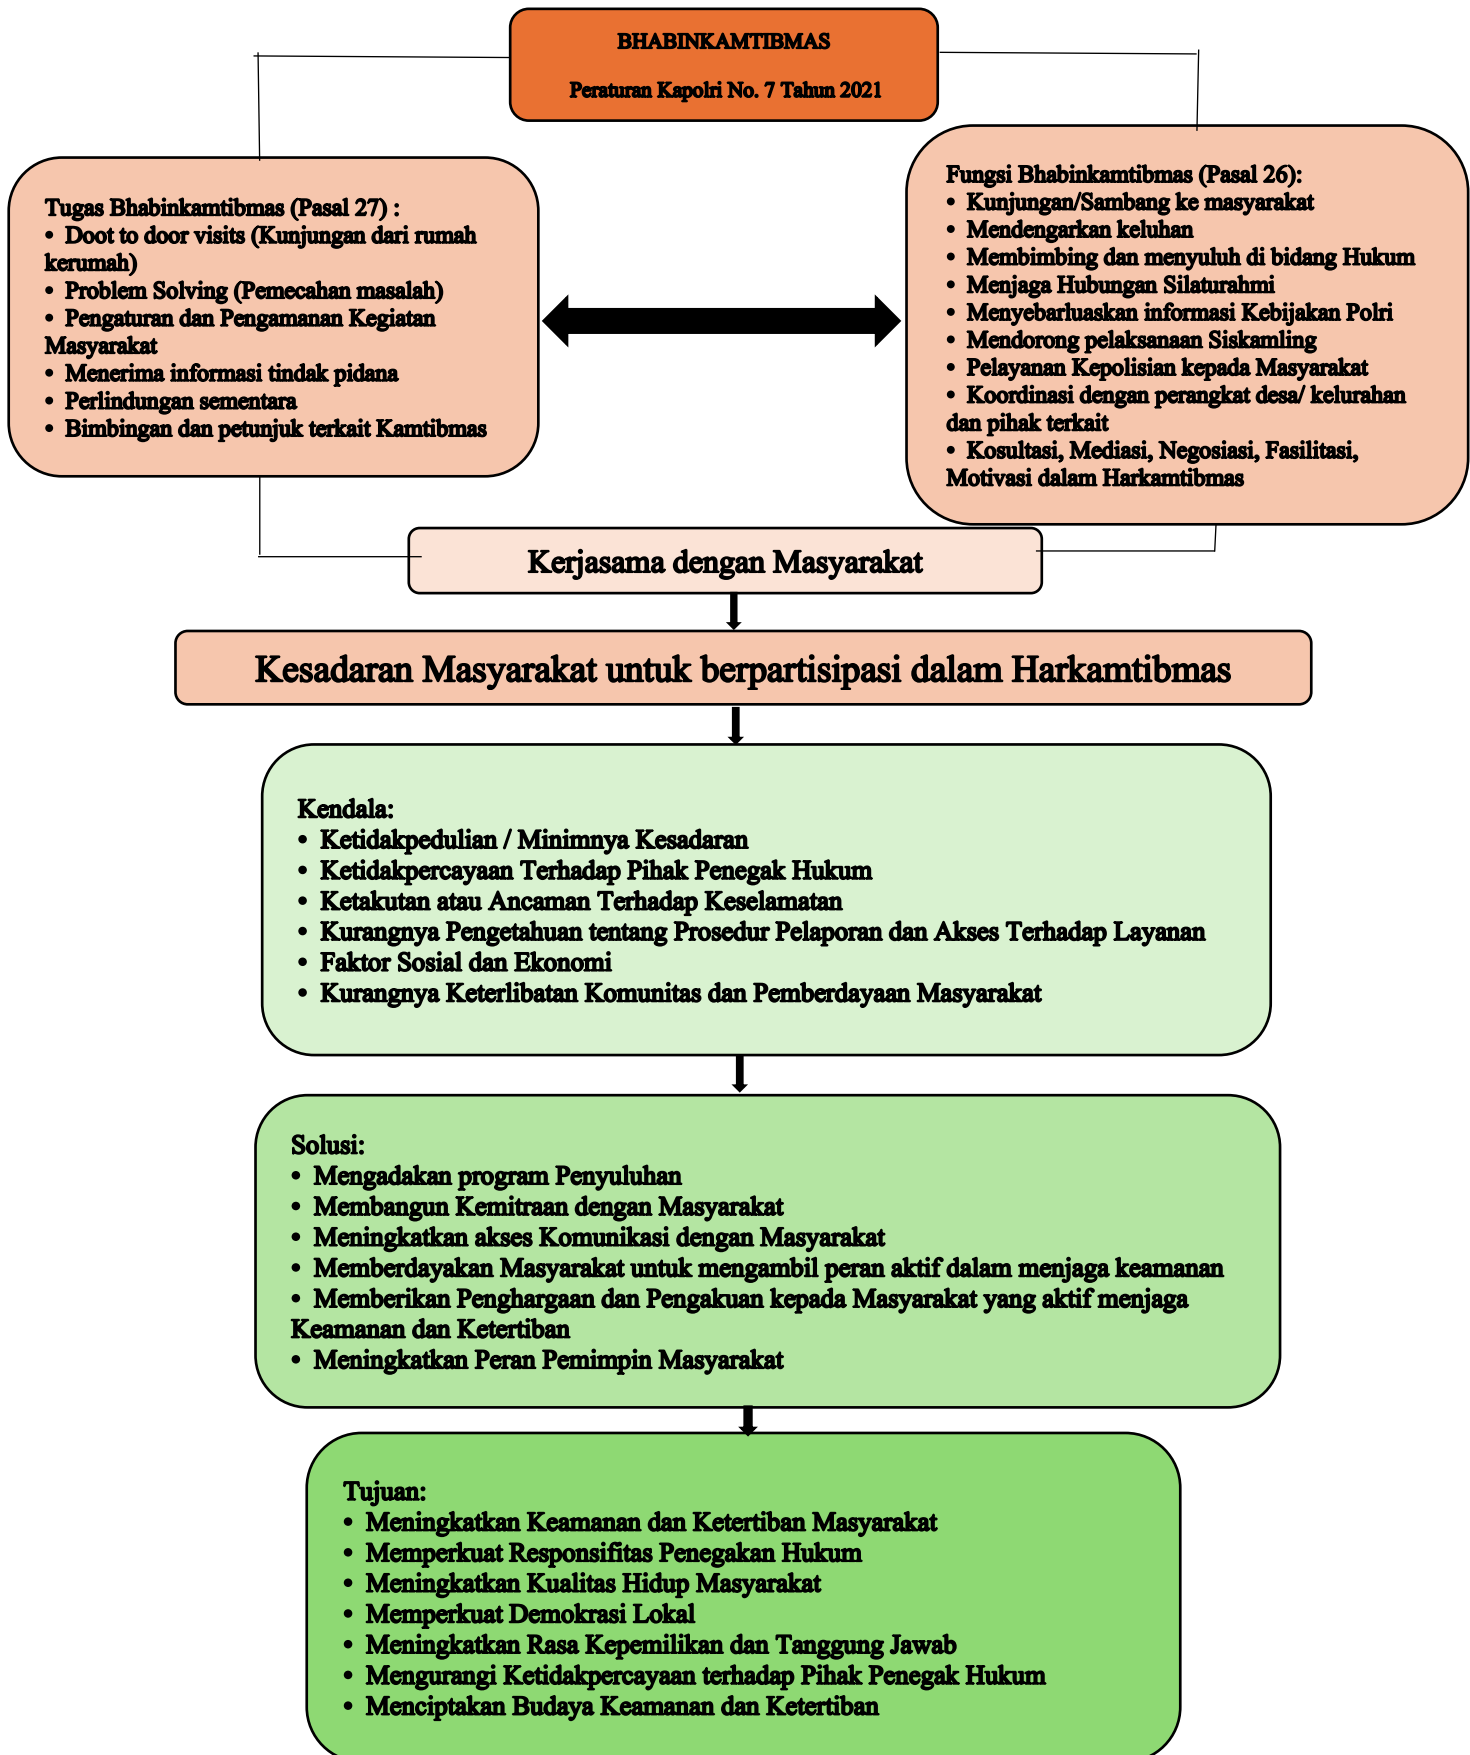 BHABINKAMTIBMAS
Peraturan Kapolri No. 7 Tahun 2021
Tugas Bhabinkamtibmas (Pasal 27) :
• Doot to door visits (Kunjungan dari rumah
kerumah)
• Problem Solving (Pemecahan masalah)
• Pengaturan dan Pengamanan Kegiatan
Masyarakat
• Menerima informasi tindak pidana
• Perlindungan sementara
• Bimbingan dan petunjuk terkait Kamtibmas
Fungsi Bhabinkamtibmas (Pasal 26):
• Kunjungan/Sambang ke masyarakat
• Mendengarkan keluhan
• Membimbing dan menyuluh di bidang Hukum
• Menjaga Hubungan Silaturahmi
• Menyebarluaskan informasi Kebijakan Polri
• Mendorong pelaksanaan Siskamling
• Pelayanan Kepolisian kepada Masyarakat
• Koordinasi dengan perangkat desa/ kelurahan
dan pihak terkait
• Kosultasi, Mediasi, Negosiasi, Fasilitasi,
Motivasi dalam Harkamtibmas
Kerjasama dengan Masyarakat
Kesadaran Masyarakat untuk berpartisipasi dalam Harkamtibmas
Kendala:
• Ketidakpedulian / Minimnya Kesadaran
• Ketidakpercayaan Terhadap Pihak Penegak Hukum
• Ketakutan atau Ancaman Terhadap Keselamatan
• Kurangnya Pengetahuan tentang Prosedur Pelaporan dan Akses Terhadap Layanan
• Faktor Sosial dan Ekonomi
• Kurangnya Keterlibatan Komunitas dan Pemberdayaan Masyarakat
Solusi:
• Mengadakan program Penyuluhan
• Membangun Kemitraan dengan Masyarakat
• Meningkatkan akses Komunikasi dengan Masyarakat
• Memberdayakan Masyarakat untuk mengambil peran aktif dalam menjaga keamanan
• Memberikan Penghargaan dan Pengakuan kepada Masyarakat yang aktif menjaga
Keamanan dan Ketertiban
• Meningkatkan Peran Pemimpin Masyarakat
Tujuan:
• Meningkatkan Keamanan dan Ketertiban Masyarakat
• Memperkuat Responsifitas Penegakan Hukum
• Meningkatkan Kualitas Hidup Masyarakat
• Memperkuat Demokrasi Lokal
• Meningkatkan Rasa Kepemilikan dan Tanggung Jawab
• Mengurangi Ketidakpercayaan terhadap Pihak Penegak Hukum
• Menciptakan Budaya Keamanan dan Ketertiban